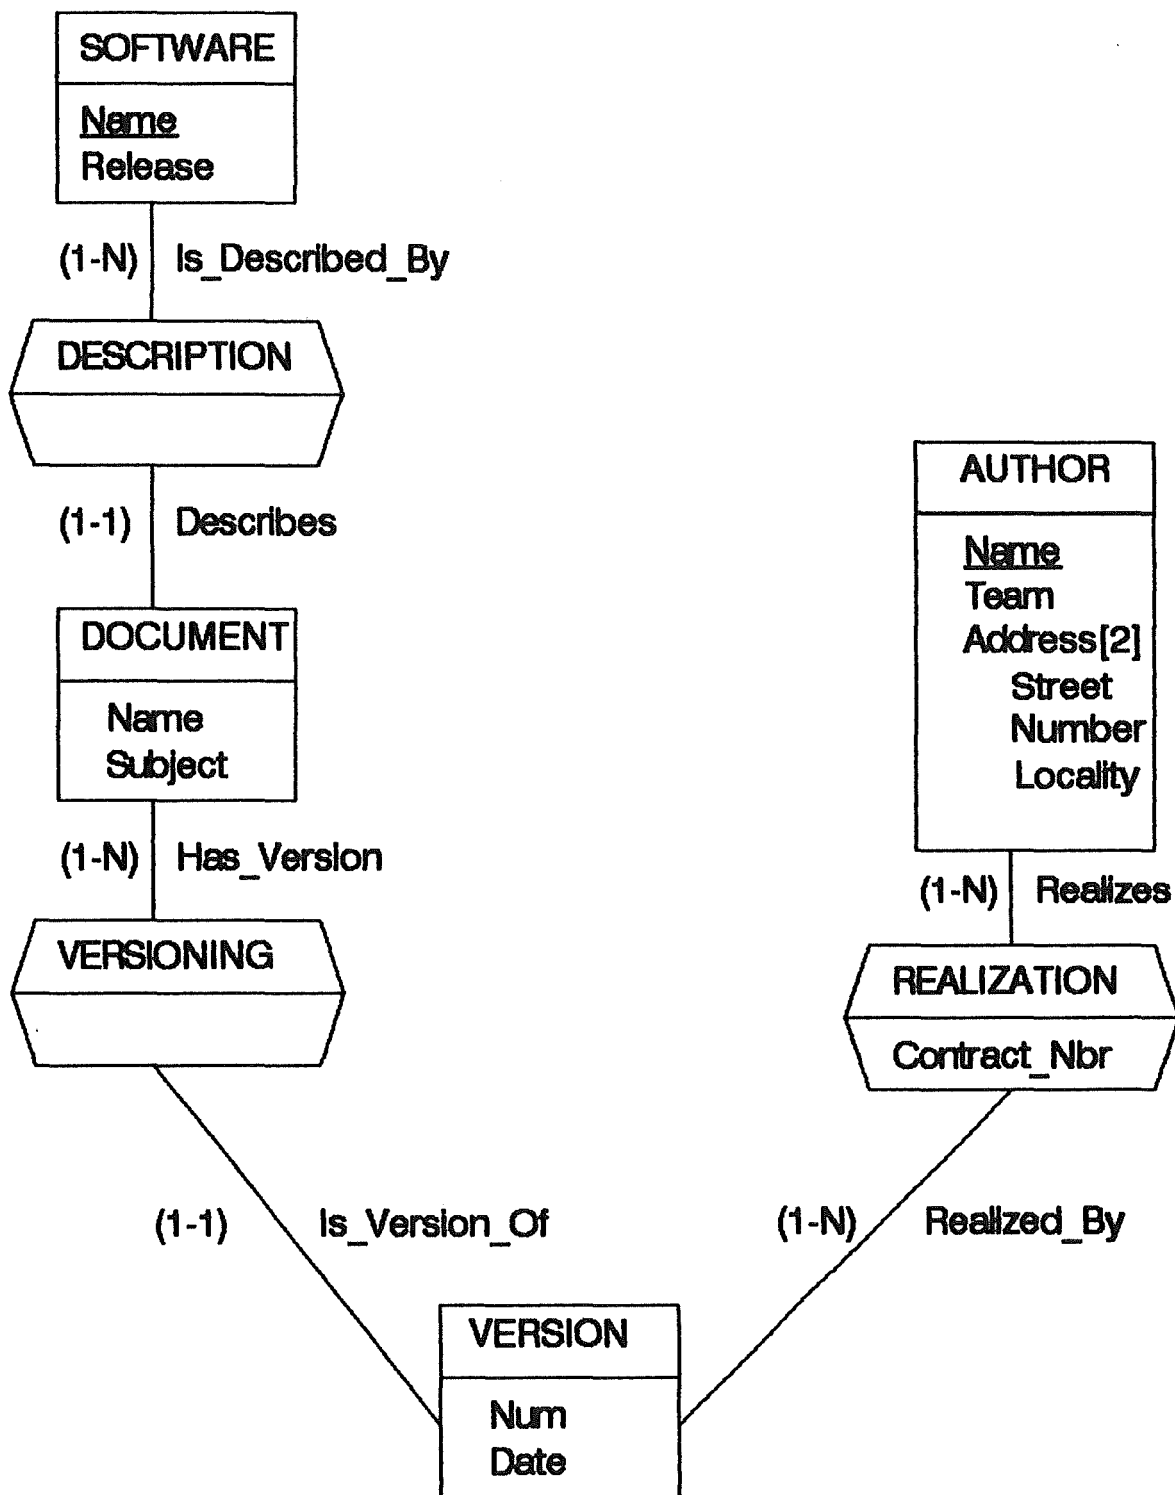 SOFTWARE
Name
Release
(1-N) Is_Described_By
DESCRIPTION
(1-1) Describes
DOCUMENT
Name
Subject
(1-N) Has_Version
VERSIONING
AUTHOR
Name
Team
Address[2]
Street
Number
Locality
(1-N) Realizes
REALIZATION
Contract_Nbr
(1-1) Is_Version_Of
(1-N) Realized_By
VERSION
Num
Date